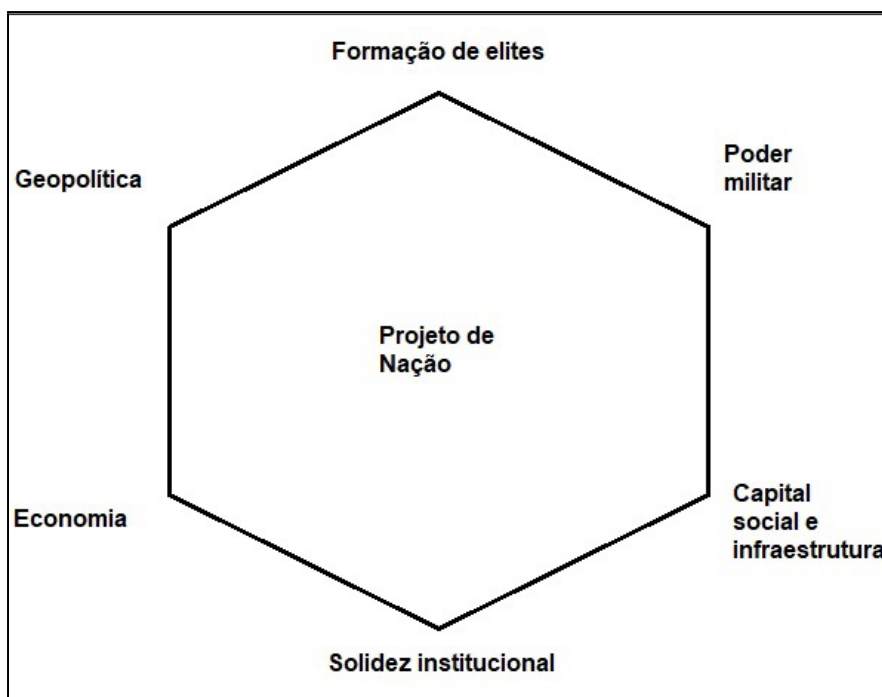 Formação de elites
Geopolítica
Poder
militar
Projeto de
Nação
Economia
Capital
social e
infraestrutura
Solidez institucional